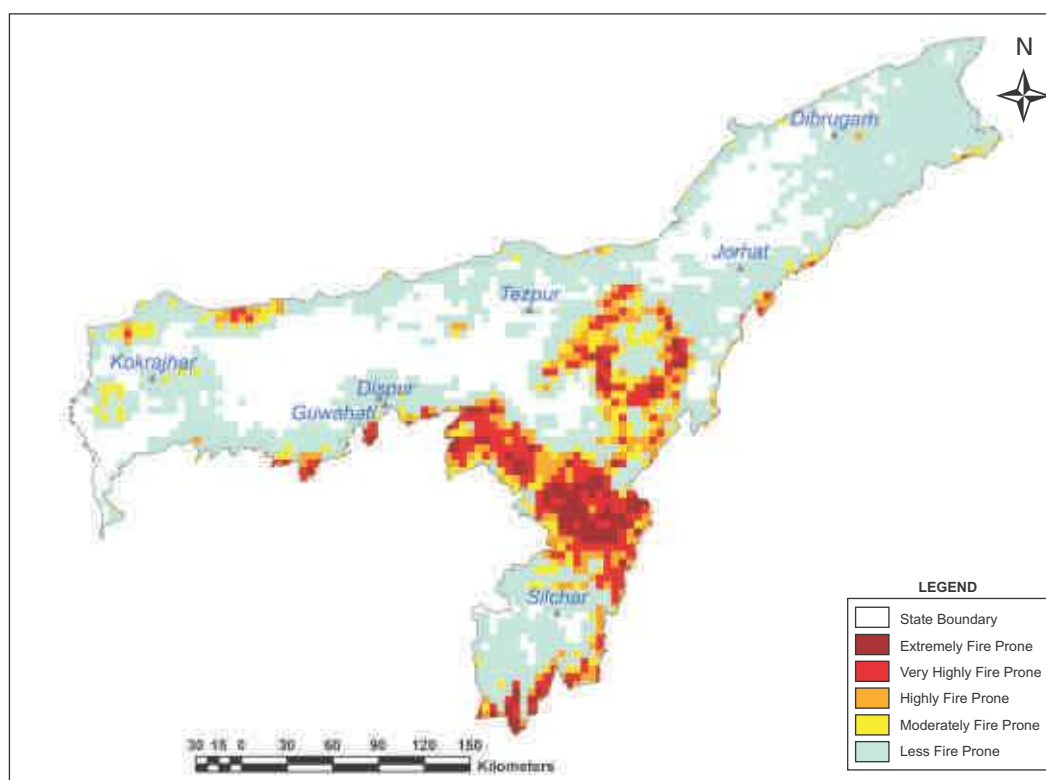 N
Dibrugarh
Jorhat
Tezpur
Kokrajhar
Dispur
Guwahati
Silchar
LEGEND
State Boundary
Extremely Fire Prone
Very Highly Fire Prone
Highly Fire Prone
Moderately Fire Prone
Less Fire Prone
30 15 0 30 60 90 120 150
Kilometers